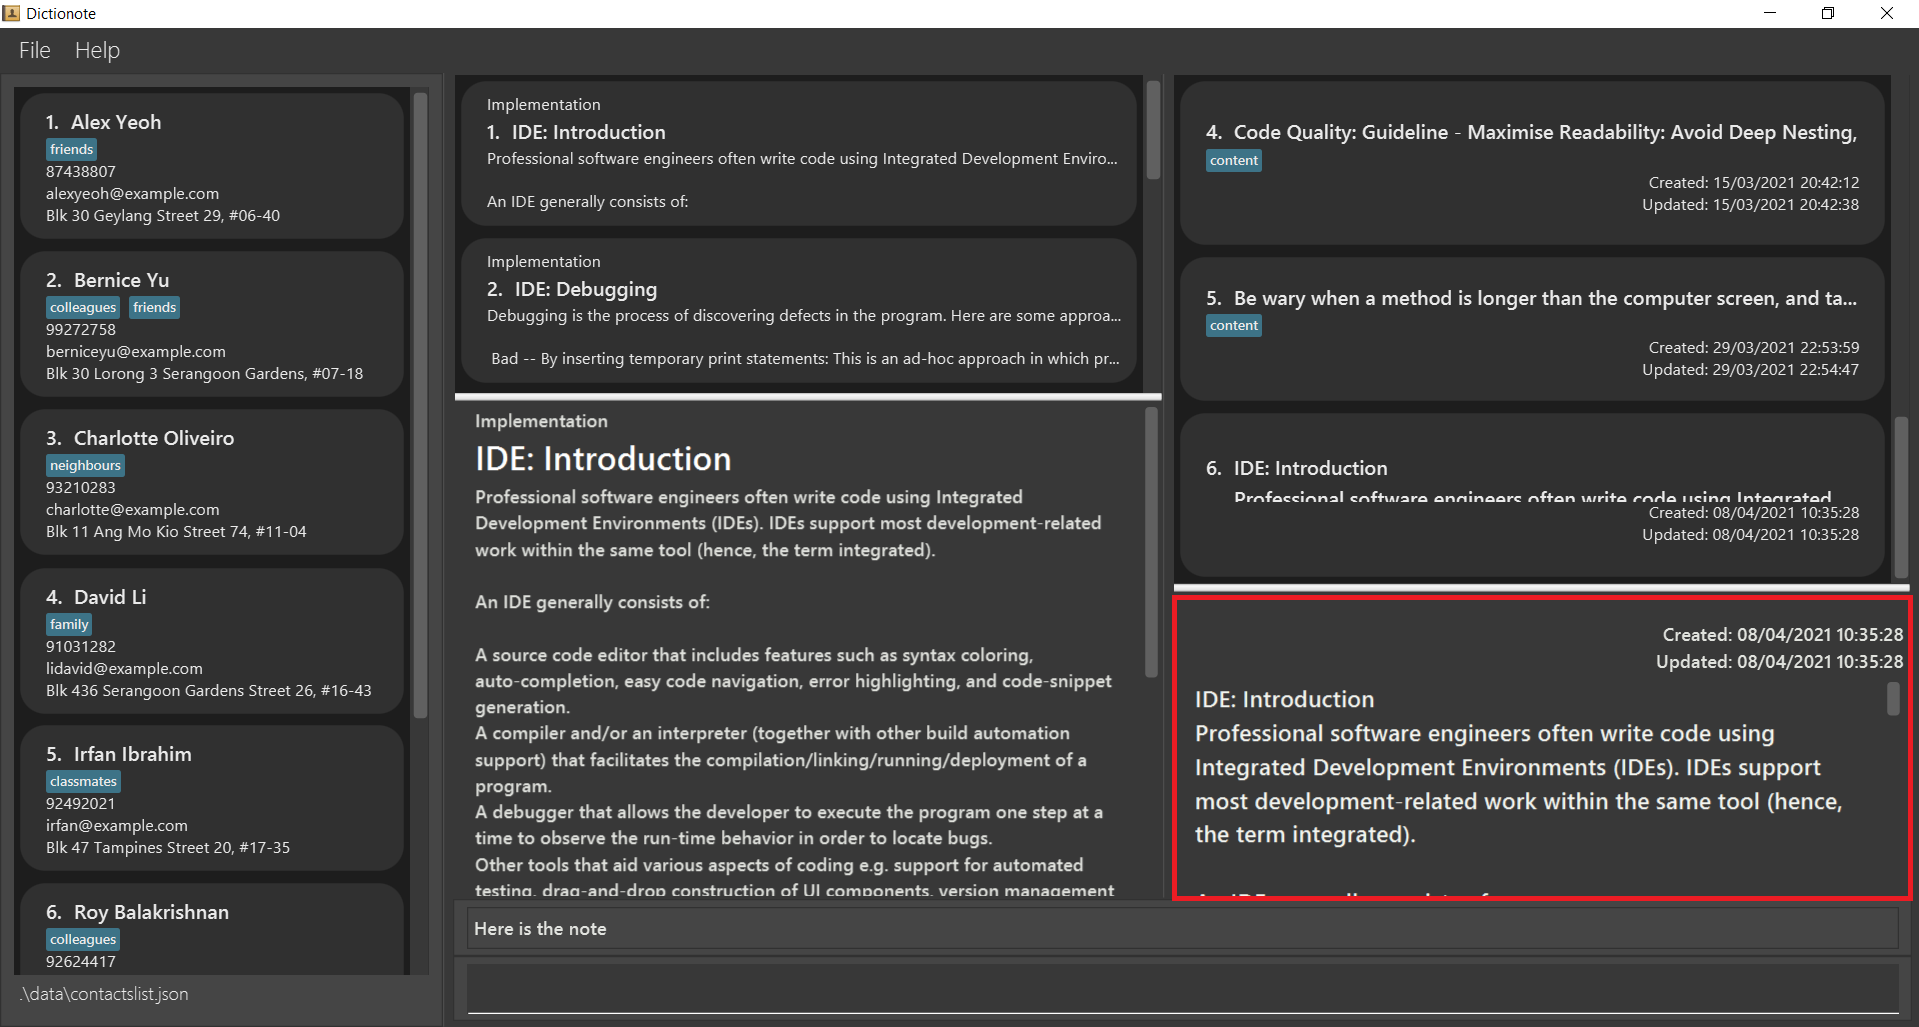 Dictionote
File Help
1. Alex Yeoh
friends
87438807
alexyeoh@example.com
Blk 30 Geylang Street 29, #06-40
2. Bernice Yu
colleagues friends
99272758
berniceyu@example.com
Blk 30 Lorong 3 Serangoon Gardens, #07-18
3. Charlotte Oliveiro
neighbours
93210283
charlotte@example.com
Blk 11 Ang Mo Kio Street 74, #11-04
4. David Li
family
91031282
lidavid@example.com
Blk 436 Serangoon Gardens Street 26, #16-43
5. Irfan Ibrahim
classmates
92492021
irfan@example.com
Blk 47 Tampines Street 20, #17-35
6. Roy Balakrishnan
colleagues
92624417
.\data\contactslist.json
Implementation
1. IDE: Introduction
Professional software engineers often write code using Integrated Development Enviro...
An IDE generally consists of:
Implementation
2. IDE: Debugging
Debugging is the process of discovering defects in the program. Here are some approa...
Bad -- By inserting temporary print statements: This is an ad-hoc approach in which pr...
Implementation
IDE: Introduction
Professional software engineers often write code using Integrated
Development Environments (IDEs). IDEs support most development-related
work within the same tool (hence, the term integrated).
An IDE generally consists of:
A source code editor that includes features such as syntax coloring,
auto-completion, easy code navigation, error highlighting, and code-snippet
generation.
A compiler and/or an interpreter (together with other build automation
support) that facilitates the compilation/linking/running/deployment of a
program.
A debugger that allows the developer to execute the program one step at a
time to observe the run-time behavior in order to locate bugs.
Other tools that aid various aspects of coding e.g. support for automated
testing, drag-and-drop construction of UI components, version management
4. Code Quality: Guideline - Maximise Readability: Avoid Deep Nesting,
content
Created: 15/03/2021 20:42:12
Updated: 15/03/2021 20:42:38
5. Be wary when a method is longer than the computer screen, and ta...
content
Created: 29/03/2021 22:53:59
Updated: 29/03/2021 22:54:47
6. IDE: Introduction
Professional software engineers often write code using Integrated
Created: 08/04/2021 10:35:28
Updated: 08/04/2021 10:35:28
Created: 08/04/2021 10:35:28
Updated: 08/04/2021 10:35:28
IDE: Introduction
Professional software engineers often write code using
Integrated Development Environments (IDEs). IDEs support
most development-related work within the same tool (hence,
the term integrated).
Here is the note